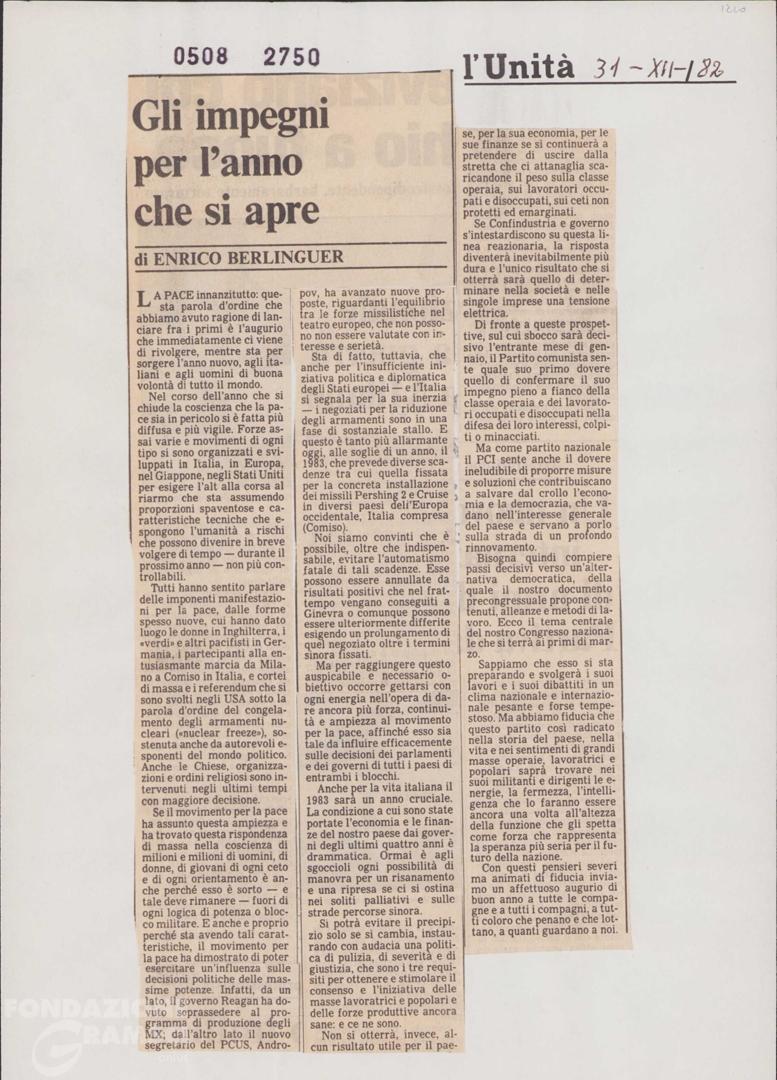 1210
0508 2750
l'Unità 31-XII-/82
Gli impegni
per l'anno
che si apre
di ENRICO BERLINGUER
LA PACE innanzitutto: que-
sta parola d'ordine che
abbiamo avuto ragione di lan-
ciare fra i primi è l'augurio
che immediatamente ci viene
di rivolgere, mentre sta per
sorgere l'anno nuovo, agli ita-
liani e agli uomini di buona
volontà di tutto il mondo.
Nel corso dell'anno che si
chiude la coscienza che la pa-
ce sia in pericolo si è fatta più
diffusa e più vigile. Forze as-
sai varie e movimenti di ogni
tipo si sono organizzati e svi-
luppati in Italia, in Europa,
nel Giappone, negli Stati Uniti
per esigere l'alt alla corsa al
riarmo che sta assumendo
proporzioni spaventose e ca-
ratteristiche tecniche che e-
spongono l'umanità a rischi
che possono divenire in breve
volgere di tempo — durante il
prossimo anno — non più con-
trollabili.
Tutti hanno sentito parlare
delle imponenti manifestazio-
ni per la pace, dalle forme
spesso nuove, cui hanno dato
luogo le donne in Inghilterra, i
«verdi» e altri pacifisti in Ger-
mania, i partecipanti alla en-
tusiasmante marcia da Mila-
no a Comiso in Italia, e cortei
di massa e i referendum che si
sono svolti negli USA sotto la
parola d'ordine del congela-
mento degli armamenti nu-
cleari («nuclear freeze»), so-
stenuta anche da autorevoli e-
sponenti del mondo politico.
Anche le Chiese, organizza-
zioni e ordini religiosi sono in-
tervenuti negli ultimi tempi
con maggiore decisione.
Se il movimento per la pace
ha assunto questa ampiezza e
ha trovato questa rispondenza
di massa nella coscienza di
milioni e milioni di uomini, di
donne, di giovani di ogni ceto
e di ogni orientamento è an-
che perché esso è sorto — e
tale deve rimanere — fuori di
ogni logica di potenza o bloc-
co militare. E anche e proprio
perché sta avendo tali carat-
teristiche, il movimento per
la pace ha dimostrato di poter
esercitare un'influenza sulle
decisioni politiche delle mas-
sime potenze. Infatti, da un
lato, il governo Reagan ha do-
vuto soprassedere al pro-
gramma di produzione degli
MX; dall'altro lato il nuovo
segretario del PCUS, Andro-
pov, ha avanzato nuove pro-
poste, riguardanti l'equilibrio
tra le forze missilistiche nel
teatro europeo, che non posso-
no non essere valutate con in-
teresse e serietà.
Sta di fatto, tuttavia, che
anche per l'insufficiente ini-
ziativa politica e diplomatica
degli Stati europei — e l'Italia
si segnala per la sua inerzia
— i negoziati per la riduzione
degli armamenti sono in una
fase di sostanziale stallo. E
questo è tanto più allarmante
oggi, alle soglie di un anno, il
1983, che prevede diverse sca-
denze tra cui quella fissata
per la concreta installazione
dei missili Pershing 2 e Cruise
in diversi paesi dell'Europa
occidentale, Italia compresa
(Comiso).
Noi siamo convinti che è
possibile, oltre che indispen-
sabile, evitare l'automatismo
fatale di tali scadenze. Esse
possono essere annullate da
risultati positivi che nel frat-
tempo vengano conseguiti a
Ginevra o comunque possono
essere ulteriormente differite
esigendo un prolungamento di
quel negoziato oltre i termini
sinora fissati.
Ma per raggiungere questo
auspicabile e necessario o-
biettivo occorre gettarsi con
ogni energia nell'opera di da-
re ancora più forza, continui-
tà e ampiezza al movimento
per la pace, affinché esso sia
tale da influire efficacemente
sulle decisioni dei parlamenti
e dei governi di tutti i paesi di
entrambi i blocchi.
Anche per la vita italiana il
1983 sarà un anno cruciale.
La condizione a cui sono state
portate l'economia e le finan-
ze del nostro paese dai gover-
ni degli ultimi quattro anni è
drammatica. Ormai è agli
sgoccioli ogni possibilità di
manovra per un risanamento
e una ripresa se ci si ostina
nei soliti palliativi e sulle
strade percorse sinora.
Si potrà evitare il precipi-
zio solo se si cambia, instau-
rando con audacia una politi-
ca di pulizia, di severità e di
giustizia, che sono i tre requi-
siti per ottenere e stimolare il
consenso e l'iniziativa delle
masse lavoratrici e popolari e
delle forze produttive ancora
sane: e ce ne sono.
Non si otterrà, invece, al-
cun risultato utile per il pae-
se, per la sua economia, per le
sue finanze se si continuerà a
pretendere di uscire dalla
stretta che ci attanaglia sca-
ricandone il peso sulla classe
operaia, sui lavoratori occu-
pati e disoccupati, sui ceti non
protetti ed emarginati.
Se Confindustria e governo
s'intestardiscono su questa li-
nea reazionaria, la risposta
diventerà inevitabilmente più
dura e l'unico risultato che si
otterrà sarà quello di deter-
minare nella società e nelle
singole imprese una tensione
elettrica.
Di fronte a queste prospet-
tive, sul cui sbocco sarà deci-
sivo l'entrante mese di gen-
naio, il Partito comunista sen-
te quale suo primo dovere
quello di confermare il suo
impegno pieno a fianco della
classe operaia e dei lavorato-
ri occupati e disoccupati nella
difesa dei loro interessi, colpi-
ti o minacciati.
Ma come partito nazionale
il PCI sente anche il dovere
ineludibile di proporre misure
e soluzioni che contribuiscano
a salvare dal crollo l'econo-
mia e la democrazia, che va-
dano nell'interesse generale
del paese e servano a porlo
sulla strada di un profondo
rinnovamento.
Bisogna quindi compiere
passi decisivi verso un'alter-
nativa democratica, della
quale il nostro documento
precongressuale propone con-
tenuti, alleanze e metodi di la-
voro. Ecco il tema centrale
del nostro Congresso naziona-
le che si terrà ai primi di mar-
zo.
Sappiamo che esso si sta
preparando e svolgerà i suoi
lavori e i suoi dibattiti in un
clima nazionale e internazio-
nale pesante e forse tempe-
stoso. Ma abbiamo fiducia che
questo partito così radicato
nella storia del paese, nella
vita e nei sentimenti di grandi
masse operaie, lavoratrici e
popolari saprà trovare nei
suoi militanti e dirigenti le e-
nergie, la fermezza, l'intelli-
genza che lo faranno essere
ancora una volta all'altezza
della funzione che gli spetta
come forza che rappresenta
la speranza più seria per il fu-
turo della nazione.
Con questi pensieri severi
ma animati di fiducia invia-
mo un affettuoso augurio di
buon anno a tutte le compa-
gne e a tutti i compagni, a tut-
ti coloro che penano e che lot-
tano, a quanti guardano a noi.
FONDAZIO
GRAM